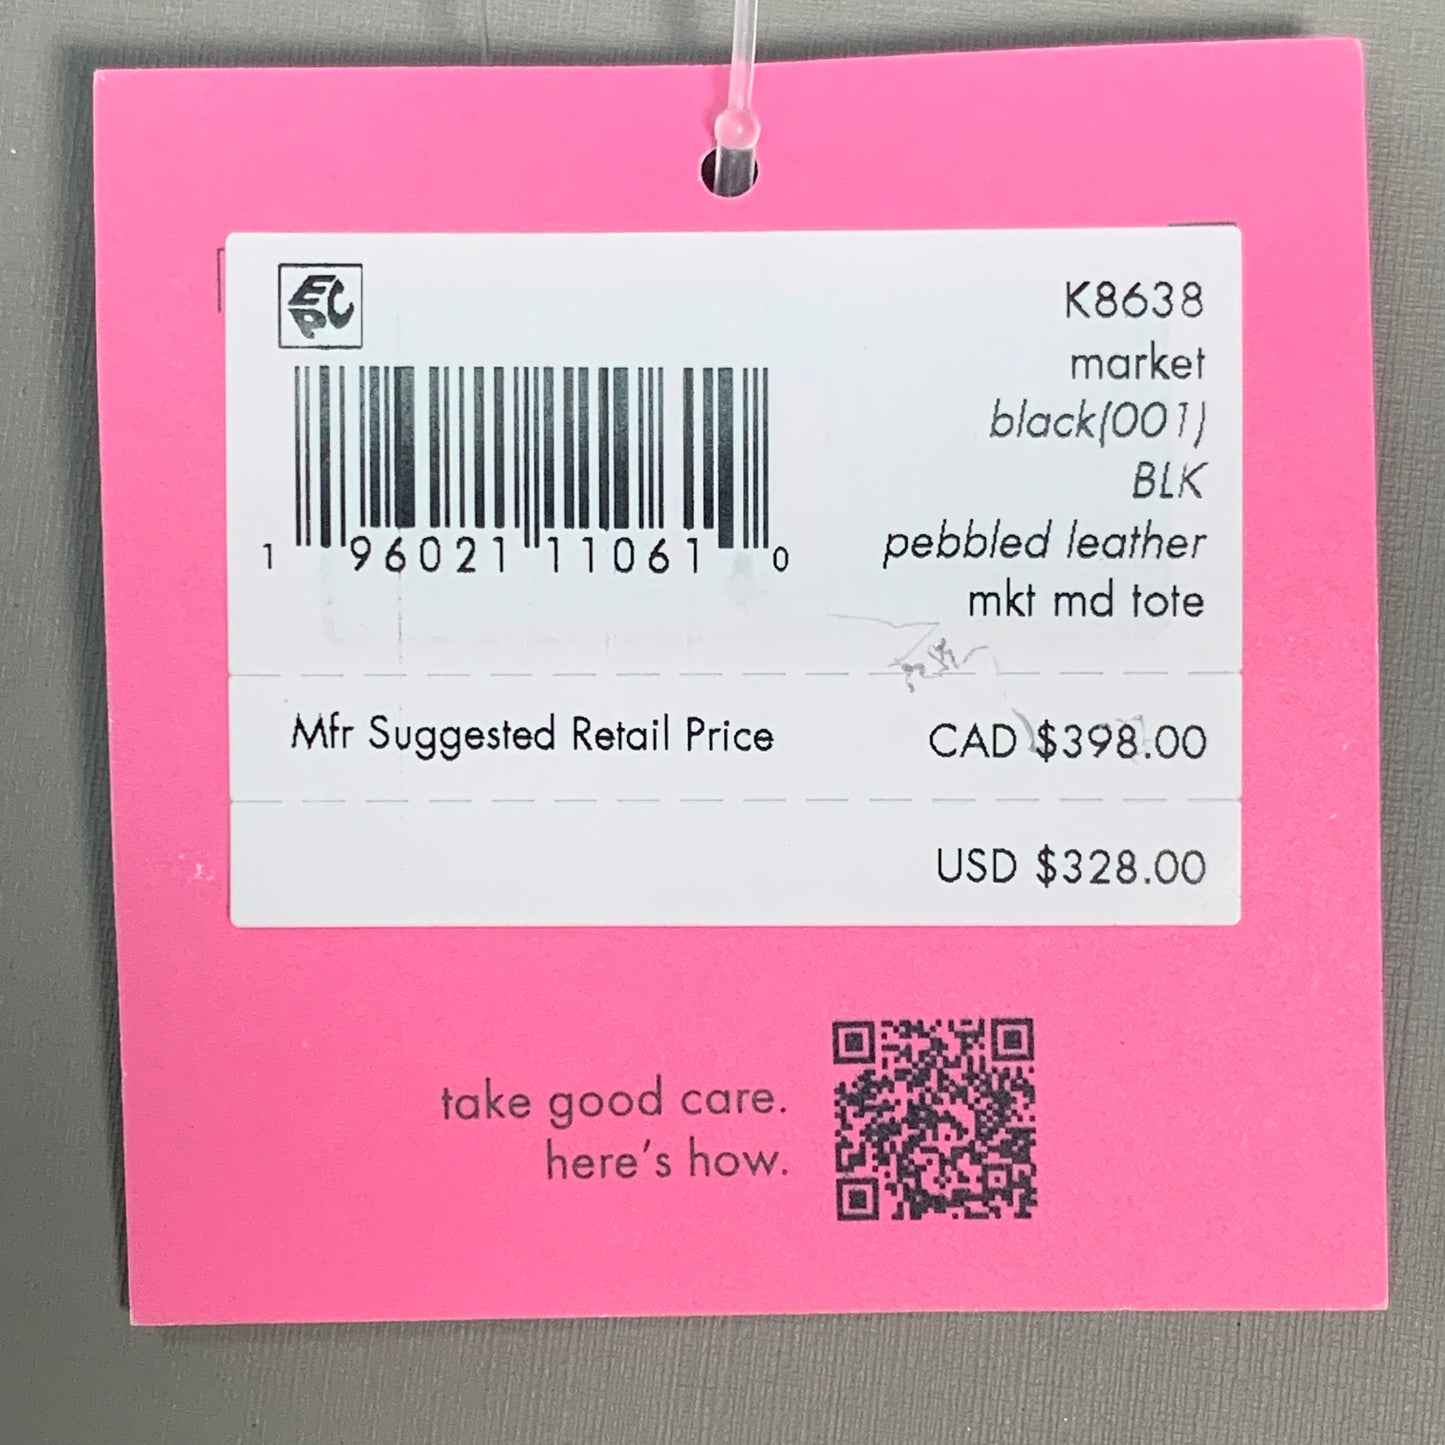 EPC
K8638
market
black(001)
BLK
pebbled leather
mkt md tote
1 96021 11061 0
Mfr Suggested Retail Price CAD $398.00
USD $328.00
take good care.
here's how.